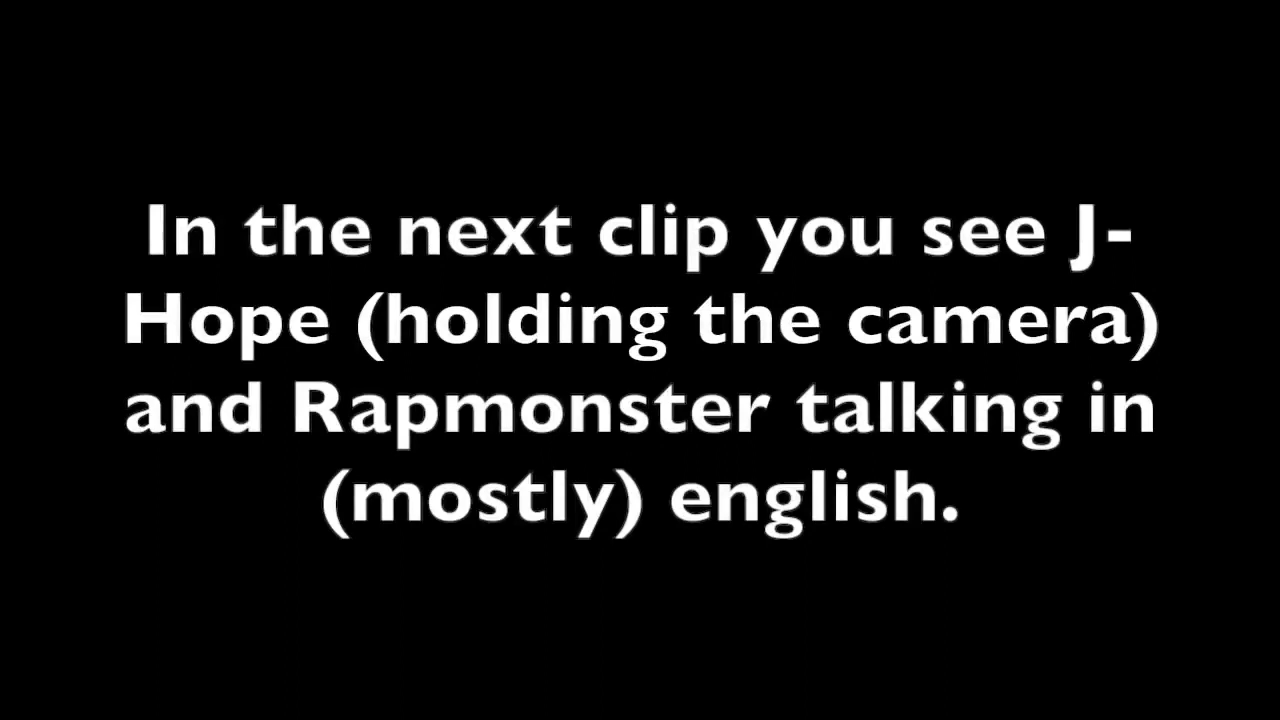 In the next clip you see J-
Hope (holding the camera)
and Rapmonster talking in
(mostly) english.